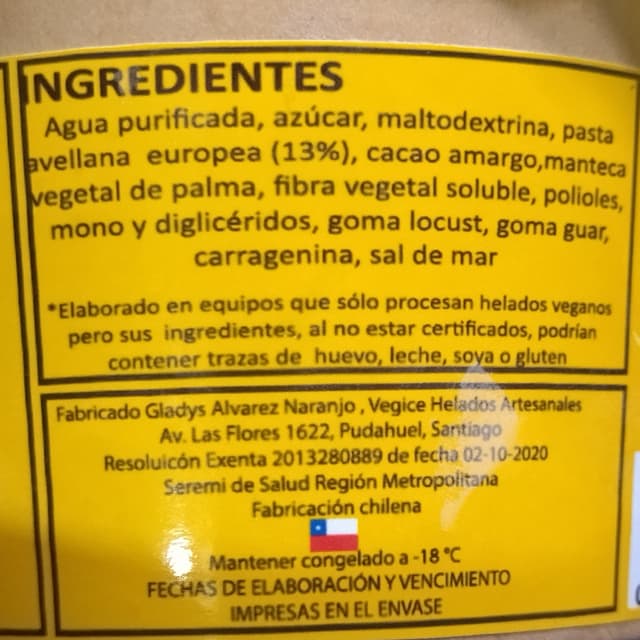 INGREDIENTES
Agua purificada, azúcar, maltodextrina, pasta
avellana europea (13%), cacao amargo,manteca
vegetal de palma, fibra vegetal soluble, polioles,
mono y diglicéridos, goma locust, goma guar,
carragenina, sal de mar
*Elaborado en equipos que sólo procesan helados veganos
pero sus ingredientes, al no estar certificados, podrían
contener trazas de huevo, leche, soya o gluten
Fabricado Gladys Alvarez Naranjo , Vegice Helados Artesanales
Av. Las Flores 1622, Pudahuel, Santiago
Resoluicón Exenta 2013280889 de fecha 02-10-2020
Seremi de Salud Región Metropolitana
Fabricación chilena
Mantener congelado a -18 °C
FECHAS DE ELABORACIÓN Y VENCIMIENTO
IMPRESAS EN EL ENVASE